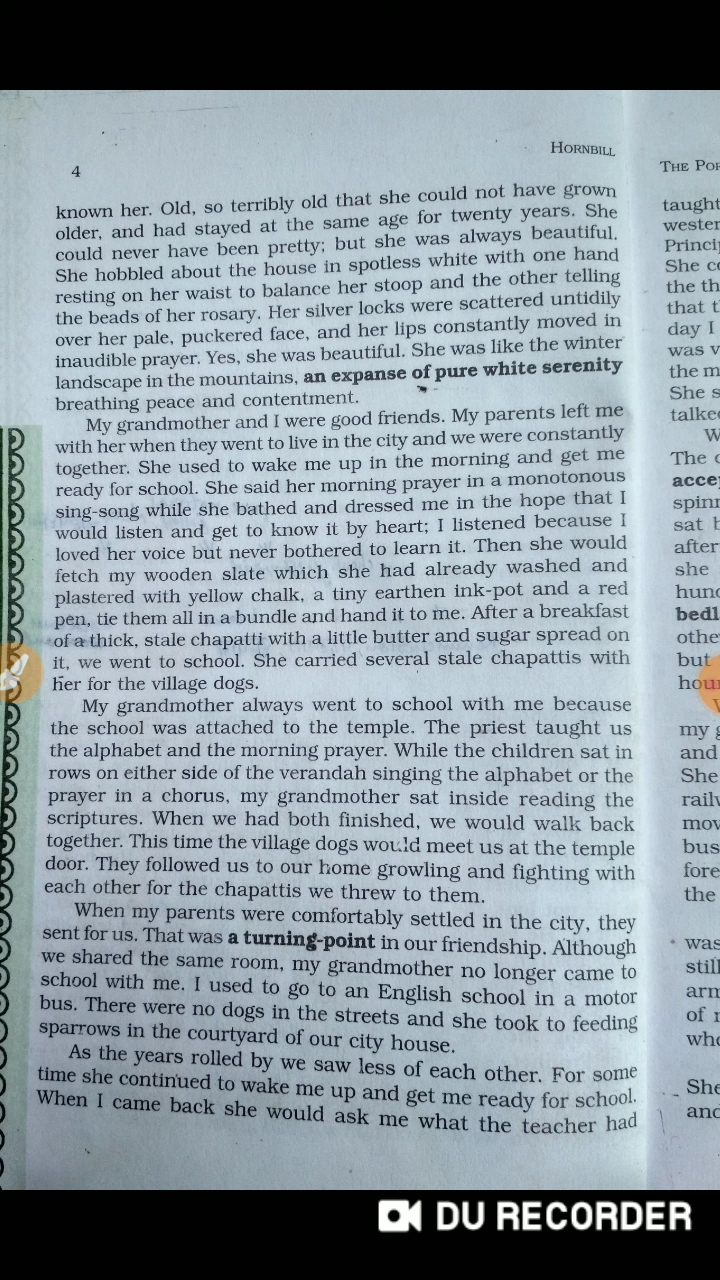 HORNBILL
4
known her. Old, so terribly old that she could not have grown
older, and had stayed at the same age for twenty years. She
could never have been pretty; but she was always beautiful.
She hobbled about the house in spotless white with one hand
resting on her waist to balance her stoop and the other telling
the beads of her rosary. Her silver locks were scattered untidily
over her pale, puckered face, and her lips constantly moved in
inaudible prayer. Yes, she was beautiful. She was like the winter
landscape in the mountains, an expanse of pure white serenity
breathing peace and contentment.
My grandmother and I were good friends. My parents left me
with her when they went to live in the city and we were constantly
together. She used to wake me up in the morning and get me
ready for school. She said her morning prayer in a monotonous
sing-song while she bathed and dressed me in the hope that I
would listen and get to know it by heart; I listened because I
loved her voice but never bothered to learn it. Then she would
fetch my wooden slate which she had already washed and
plastered with yellow chalk, a tiny earthen ink-pot and a red
pen, tie them all in a bundle and hand it to me. After a breakfast
of a thick, stale chapatti with a little butter and sugar spread on
it, we went to school. She carried several stale chapattis with
her for the village dogs.
My grandmother always went to school with me because
the school was attached to the temple. The priest taught us
the alphabet and the morning prayer. While the children sat in
rows on either side of the verandah singing the alphabet or the
prayer in a chorus, my grandmother sat inside reading the
scriptures. When we had both finished, we would walk back
together. This time the village dogs would meet us at the temple
door. They followed us to our home growling and fighting with
each other for the chapattis we threw to them.
When my parents were comfortably settled in the city, they
sent for us. That was a turning-point in our friendship. Although
we shared the same room, my grandmother no longer came to
school with me. I used to go to an English school in a motor
bus. There were no dogs in the streets and she took to feeding
sparrows in the courtyard of our city house.
As the years rolled by we saw less of each other. For some
time she continued to wake me up and get me ready for school.
When I came back she would ask me what the teacher had
THE
taught
She
the
that
day I
was
the
She
The
sat
after
she
but
my
and
She
bus
the
was
of
She
and
DU RECORDER